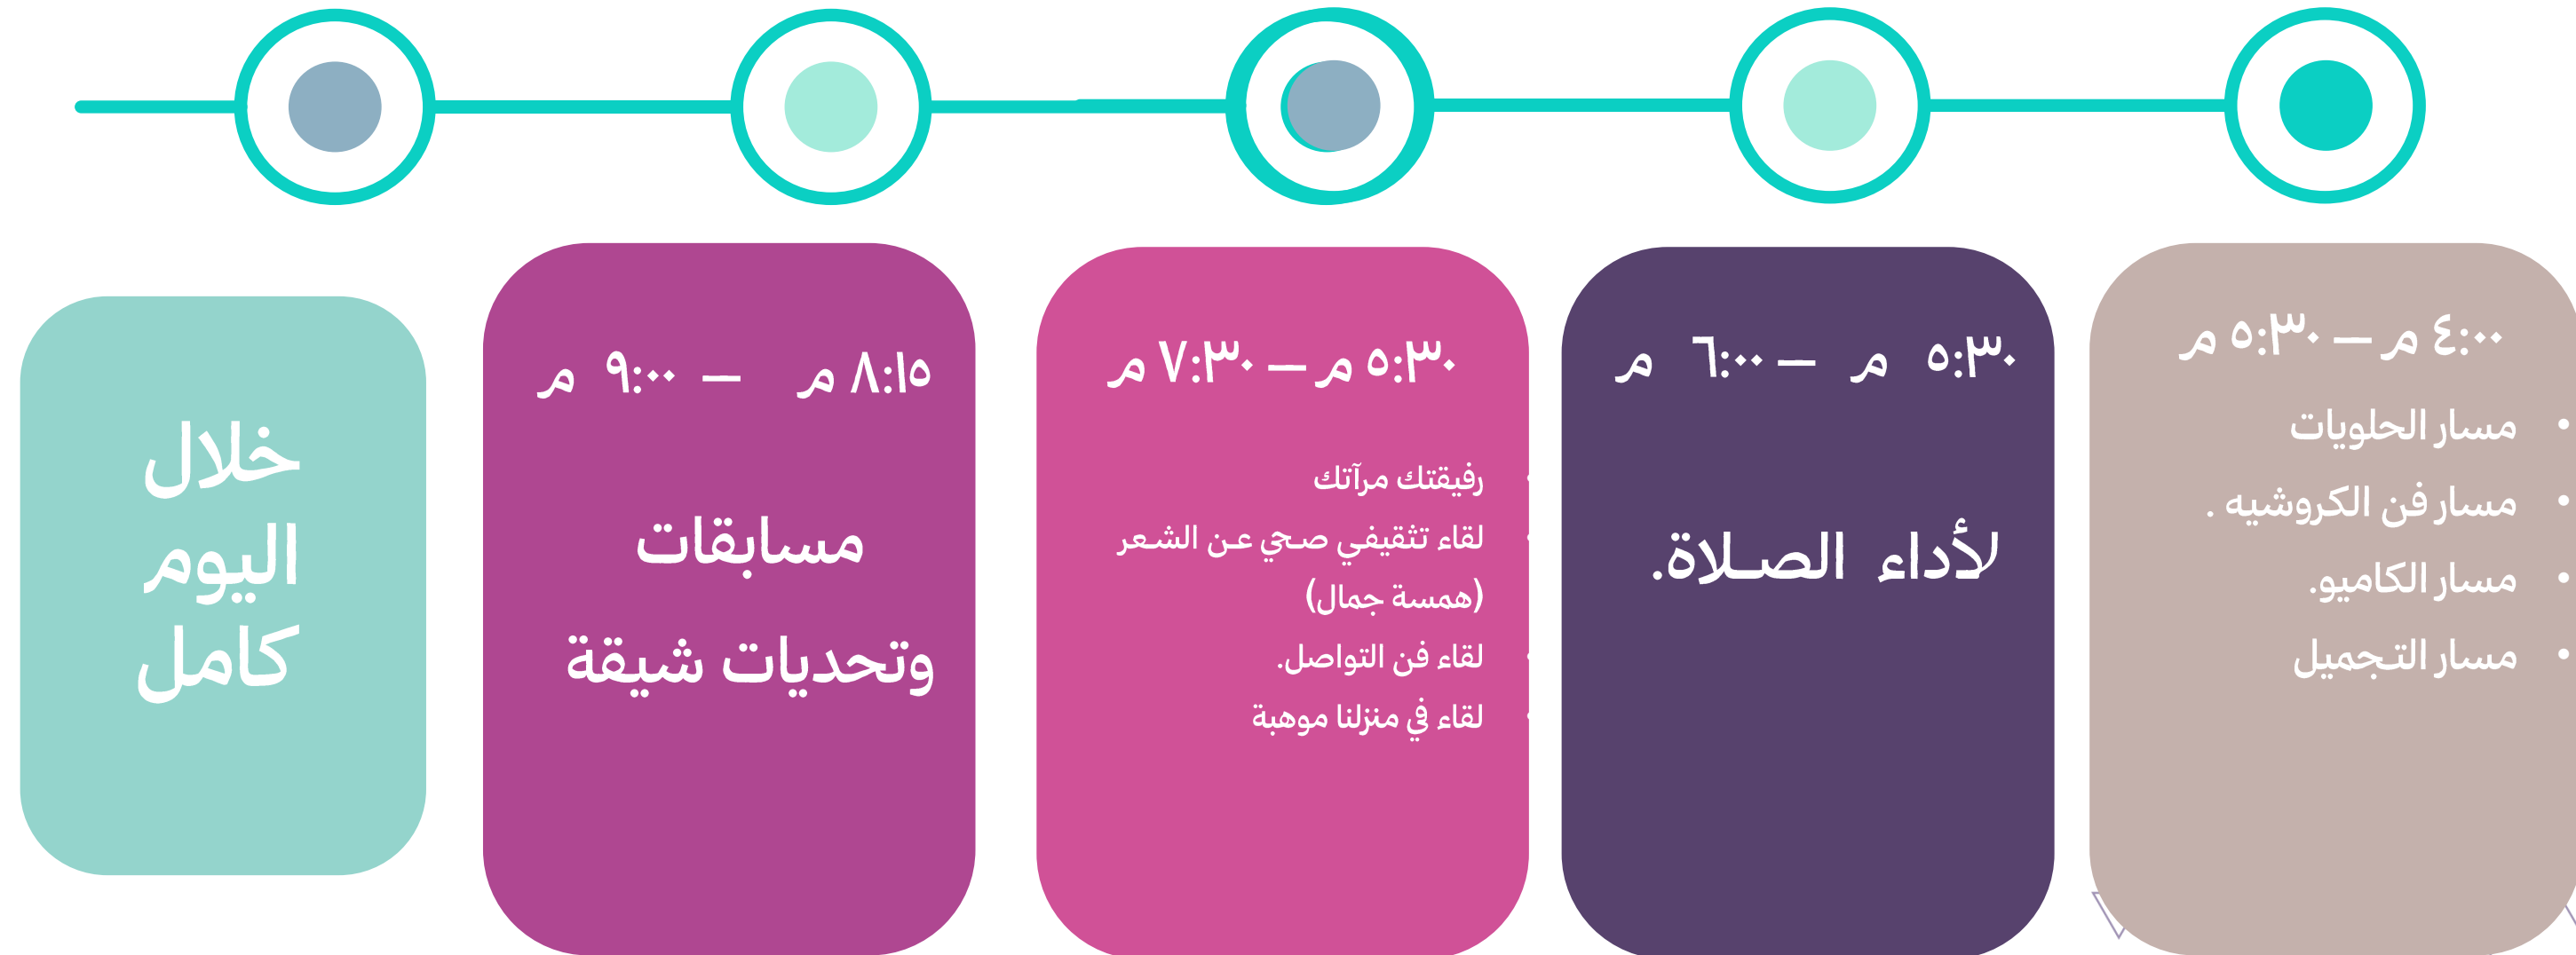 ٤:٠٠ م – ٥:٣٠ م
• مسار الحلويات
• مسار فن الكروشيه .
• مسار الكاميو.
• مسار التجميل
٥:٣٠ م – ٦:٠٠ م
لأداء الصلاة.
٥:٣٠ م – ٧:٣٠ م
• رفيقتك مرآتك
• لقاء تثقيفي صحي عن الشعر
(همسة جمال)
• لقاء فن التواصل.
• لقاء في منزلنا موهبة
٨:١٥ م – ٩:٠٠ م
مسابقات
وتحديات شيقة
خلال
اليوم
كامل